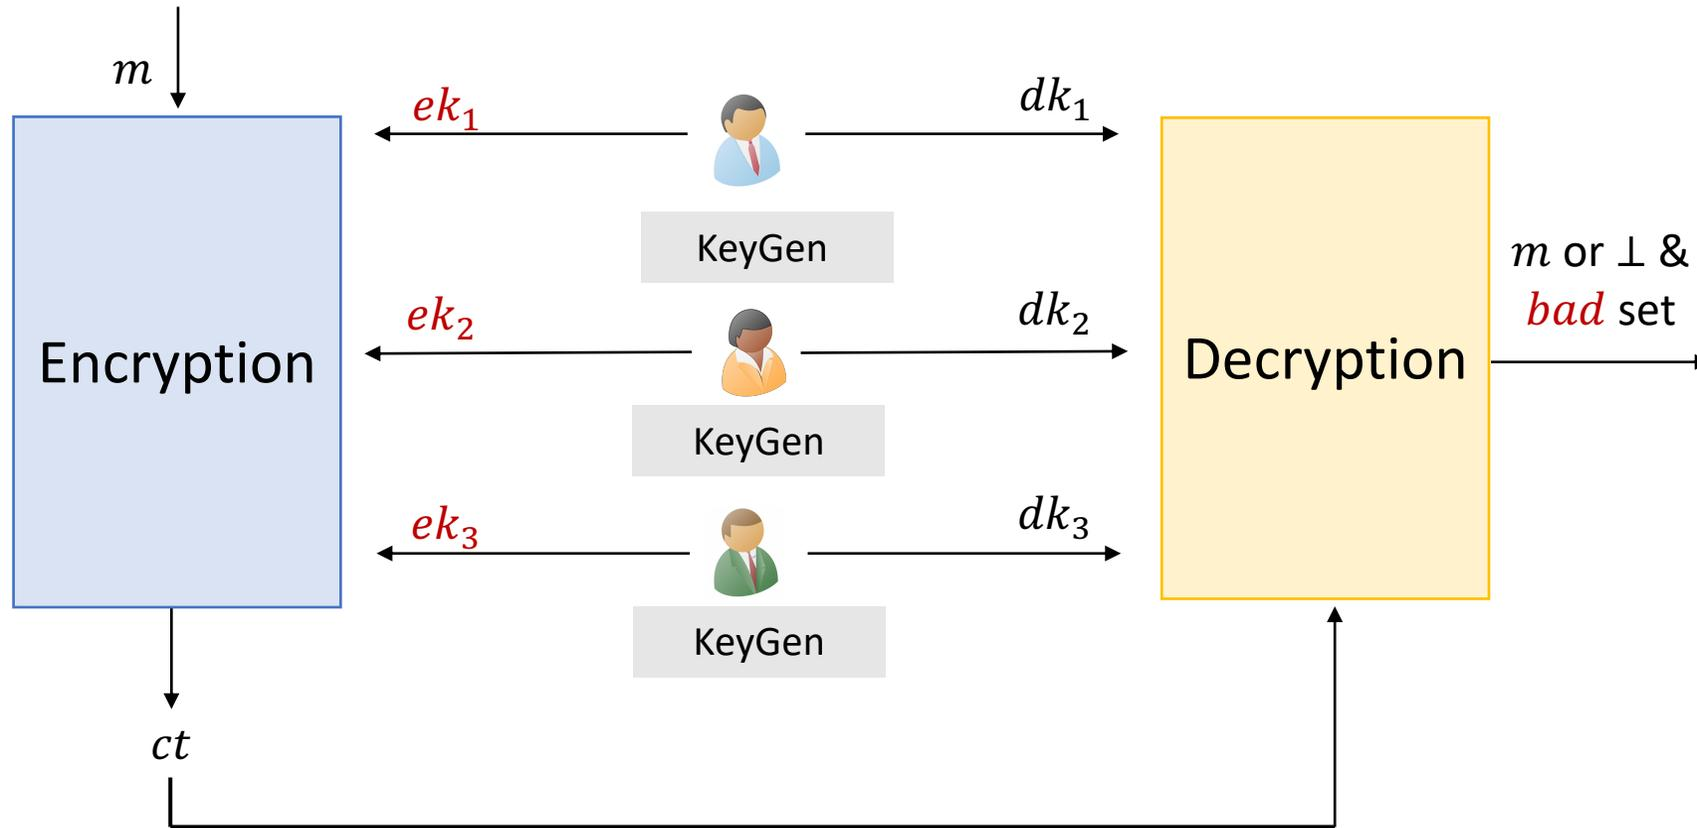 m
ek₁
dk₁
KeyGen
m or ⊥ &
bad set
ek₂
dk₂
Encryption
Decryption
KeyGen
ek₃
dk₃
KeyGen
ct